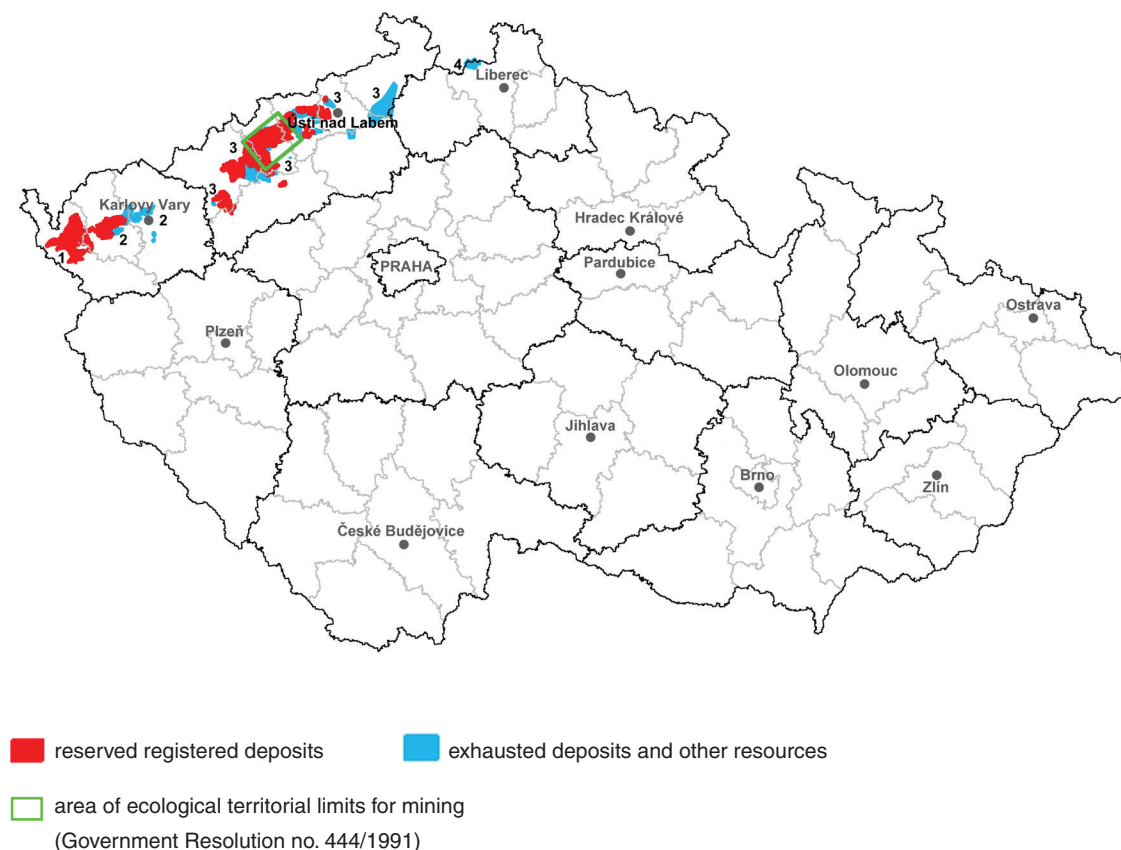 4
Liberec
3
3
Ústí nad Labem
3
3
3
Karlovy Vary
2
2
1
Hradec Králové
PRAHA
Pardubice
Ostrava
Plzeň
Olomouc
Jihlava
Brno
Zlín
České Budějovice
reserved registered deposits
exhausted deposits and other resources
area of ecological territorial limits for mining
(Government Resolution no. 444/1991)